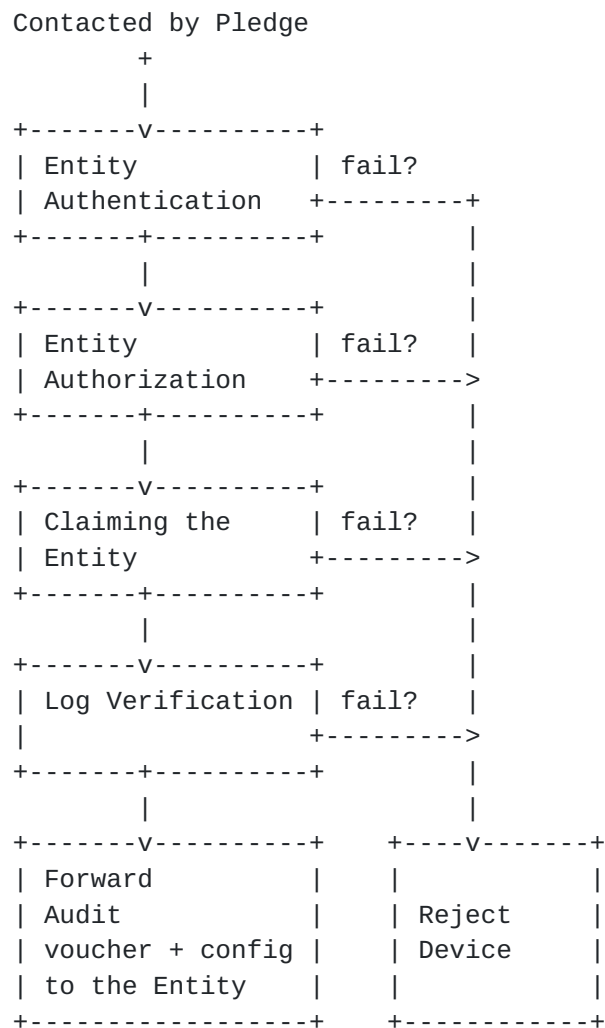 Contacted by Pledge
Entity fail?
Authentication
Entity fail?
Authorization
Claiming the fail?
Entity
Log Verification fail?
Forward
Audit Reject
voucher + config Device
to the Entity